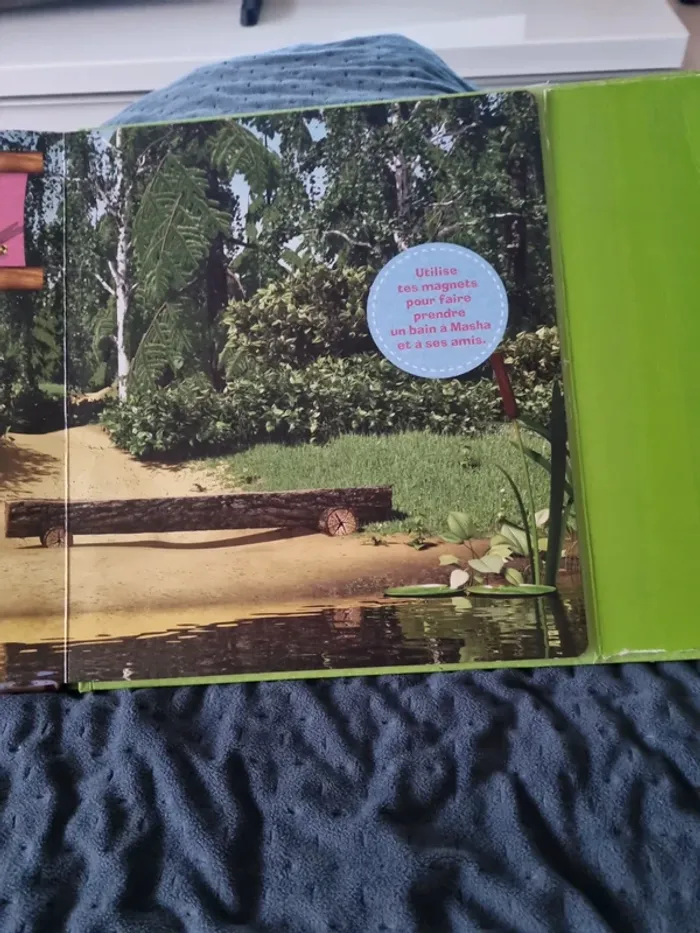 Utilise
tes magnets
pour faire
prendre
un bain à Masha
et à ses amis.